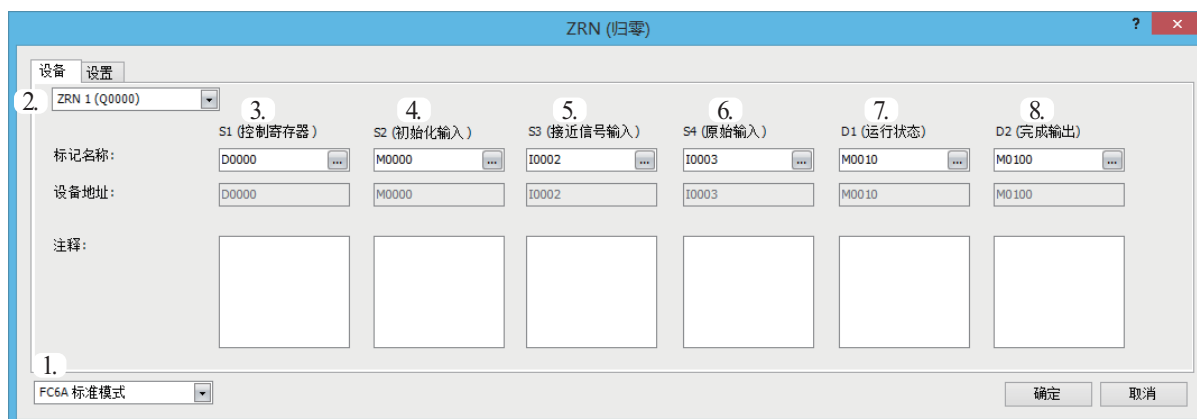 ZRN (归零)
? ×
设备 设置
2. ZRN 1 (Q0000)
3. 4. 5. 6. 7. 8.
S1 (控制寄存器) S2 (初始化输入) S3 (接近信号输入) S4 (原始输入) D1 (运行状态) D2 (完成输出)
标记名称: D0000 ... M0000 ... I0002 ... I0003 ... M0010 ... M0100 ...
设备地址: D0000 M0000 I0002 I0003 M0010 M0100
注释:
1.
FC6A 标准模式 确定 取消